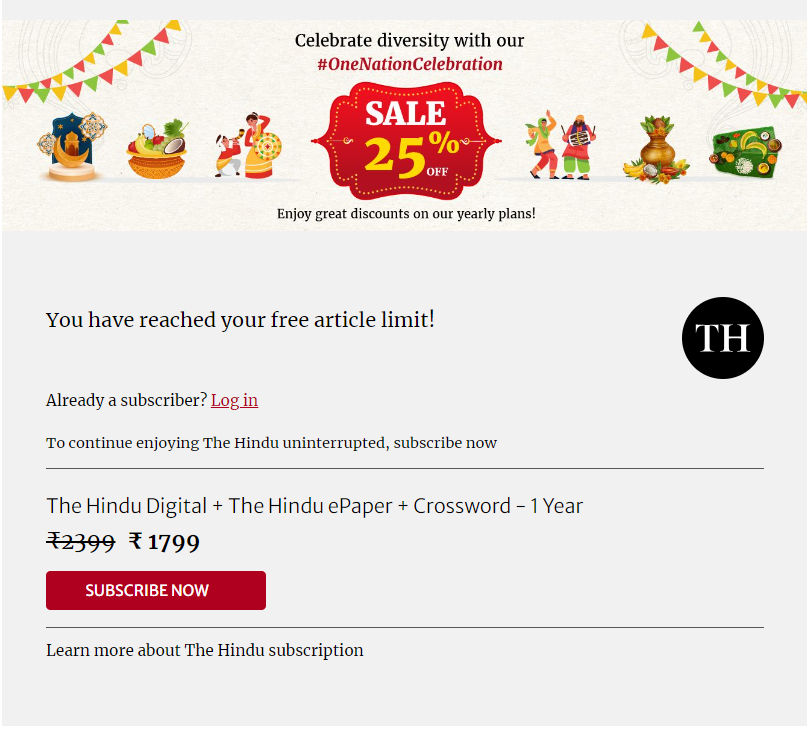 Celebrate diversity with our
#OneNationCelebration
SALE
25%
OFF
Enjoy great discounts on our yearly plans!
You have reached your free article limit!
TH
Already a subscriber? Log in
To continue enjoying The Hindu uninterrupted, subscribe now
The Hindu Digital + The Hindu ePaper + Crossword - 1 Year
₹2399 ₹ 1799
SUBSCRIBE NOW
Learn more about The Hindu subscription